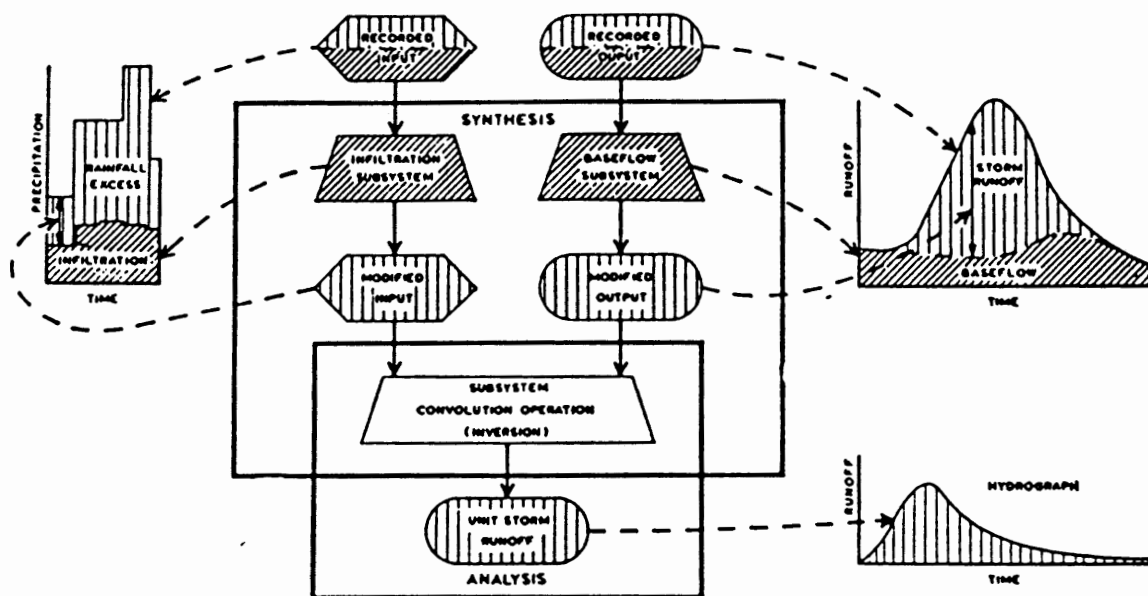 RECORDED
INPUT
RECORDED
OUPUT
SYNTHESIS
INFILTRATION
SUBSYSTEM
BASEFLOW
SUBSYSTEM
MODIFIED
INPUT
MODIFIED
OUTPUT
SUBSYSTEM
CONVOLUTION OPERATION
(INVERSION)
UNIT STORM
RUNOFF
ANALYSIS
PRECIPITATION
RAINFALL
EXCESS
INFILTRATION
TIME
RUNOFF
STORM
RUNOFF
BASEFLOW
TIME
RUNOFF
HYDROGRAPH
TIME